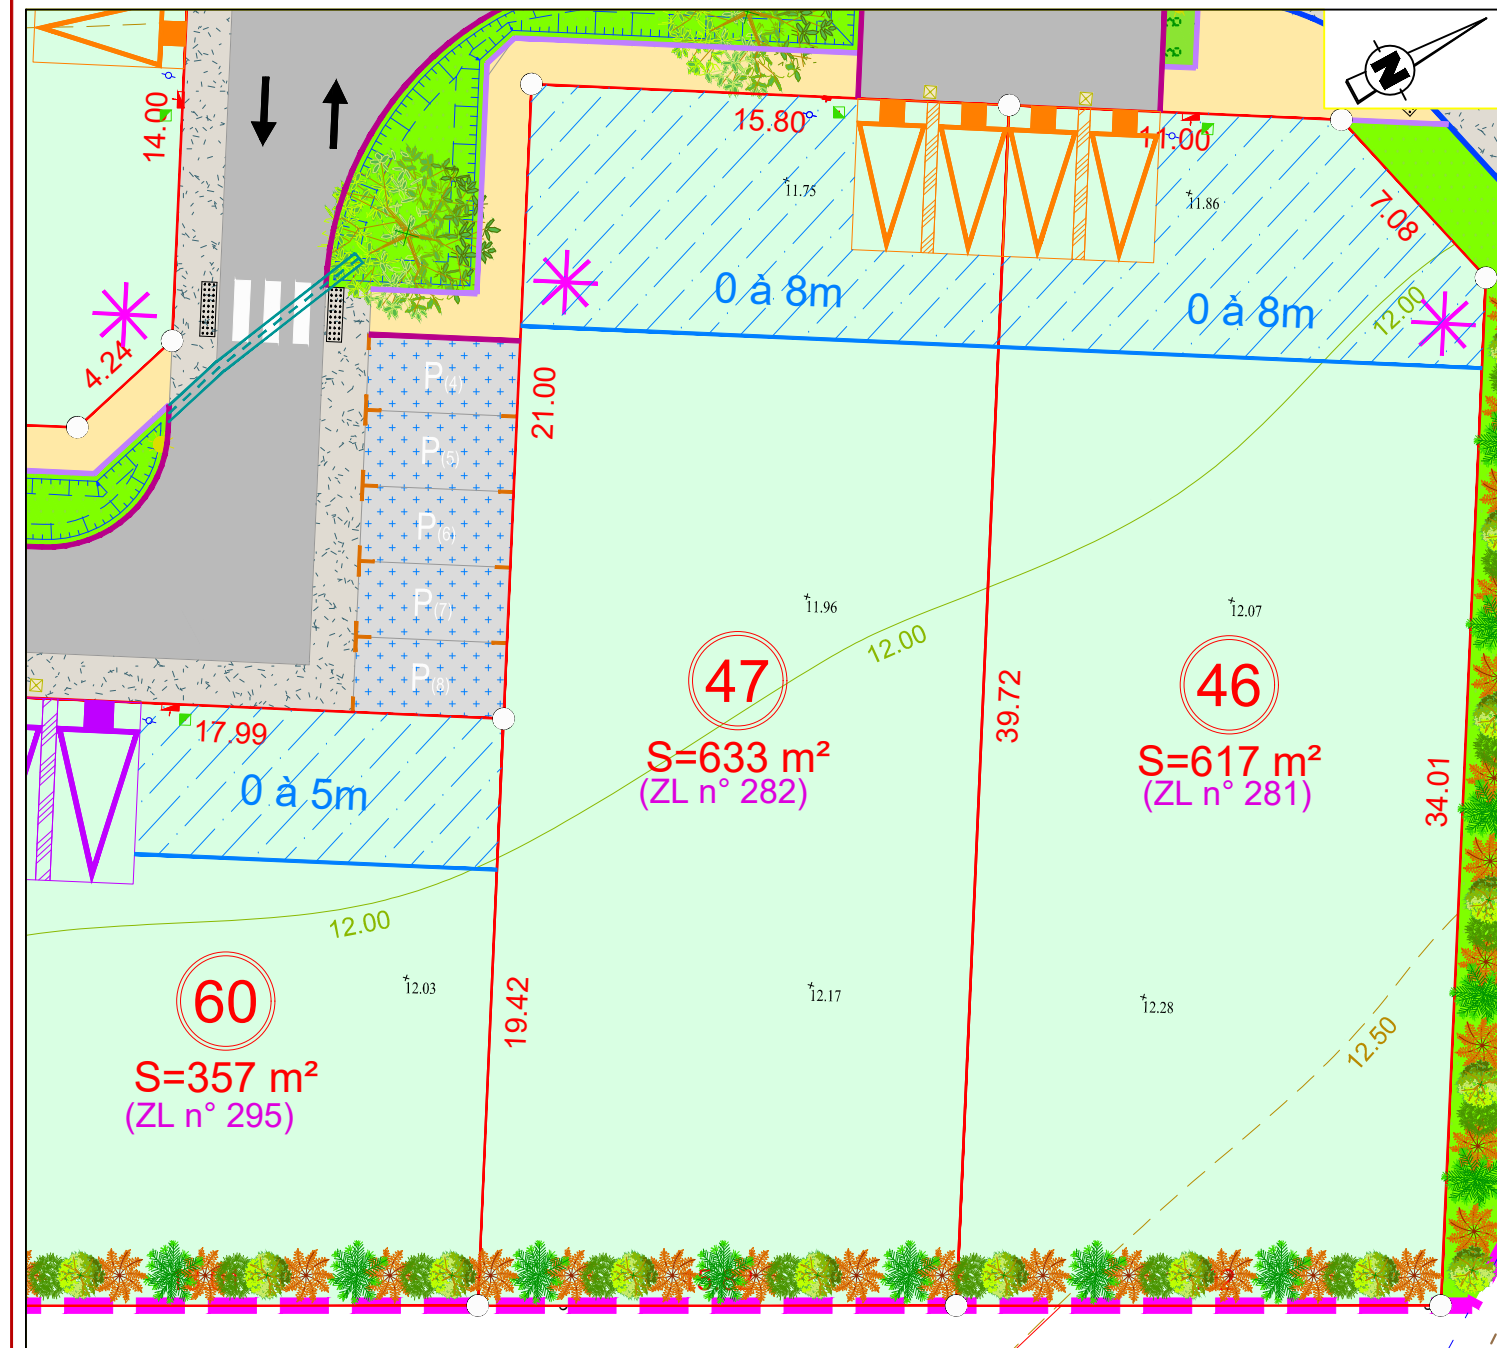 N
14.00
15.80
11.00
11.75
11.86
7.08
0 à 8m
0 à 8m
12.00
4.24
P(4)
21.00
P(5)
P(6)
P(7)
P(8)
11.96
12.07
12.00
47
46
39.72
S=633 m²
(ZL n° 282)
S=617 m²
(ZL n° 281)
34.01
17.99
0 à 5m
12.00
60
12.03
12.17
12.28
19.42
12.50
S=357 m²
(ZL n° 295)